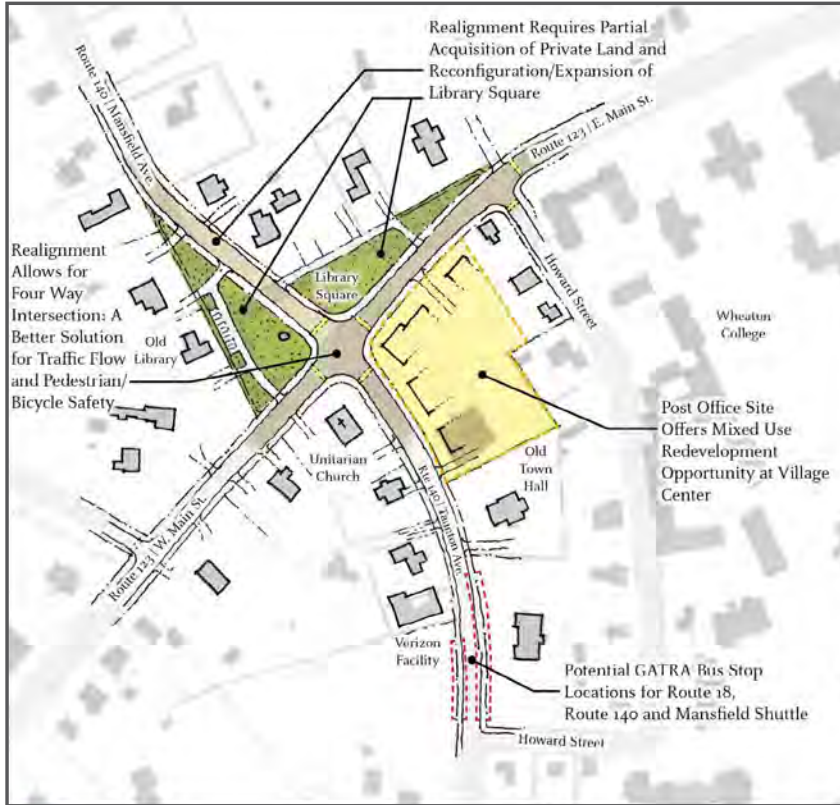 Realignment Requires Partial
Acquisition of Private Land and
Reconfiguration/Expansion of
Library Square
Route 140 | Mansfield Ave.
Route 123 | E. Main St.
Realignment
Allows for
Four Way
Intersection: A
Better Solution
for Traffic Flow
and Pedestrian/
Bicycle Safety
Library
Square
Howard Street
Old
Library
Wheaton
College
Post Office Site
Offers Mixed Use
Redevelopment
Opportunity at Village
Center
Unitarian
Church
Old
Town
Hall
Rte 140 | Taunton Ave.
Route 123 | W. Main St.
Verizon
Facility
Potential GATRA Bus Stop
Locations for Route 18,
Route 140 and Mansfield Shuttle
Howard Street